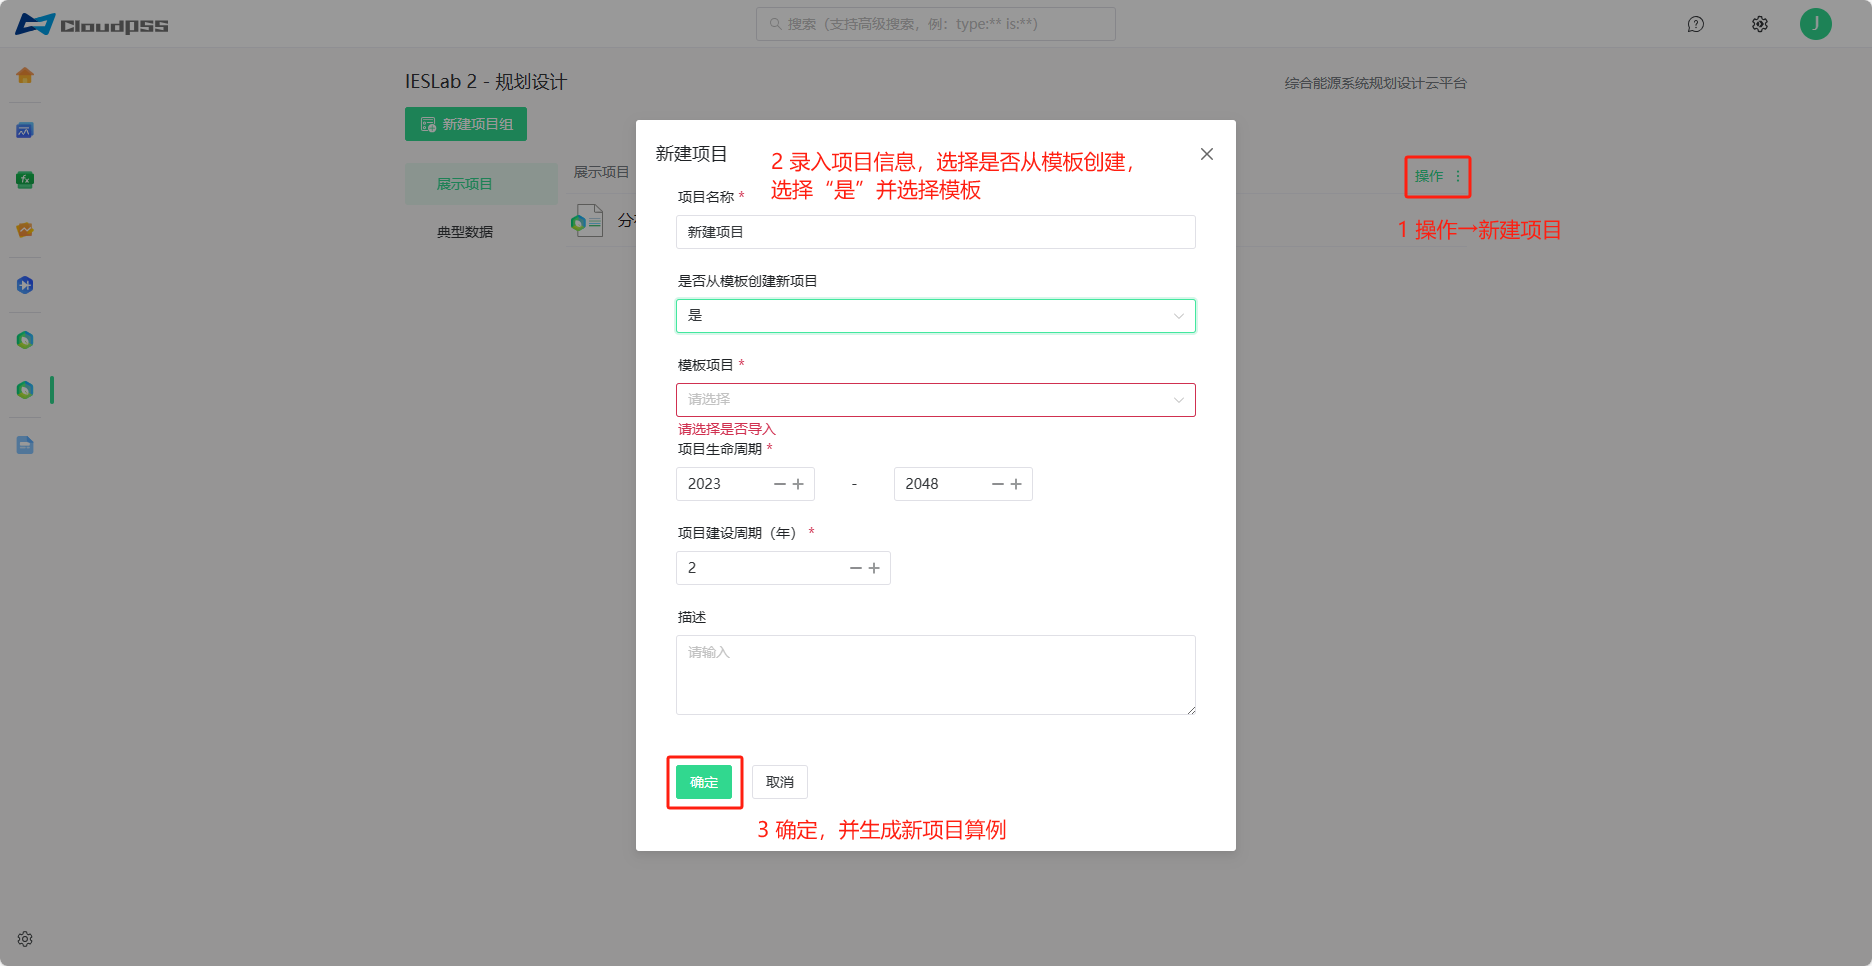 CloudPSS
搜索（支持高级搜索，例：type:** is:**）
J
IESLab 2 - 规划设计
综合能源系统规划设计云平台
新建项目组
展示项目
典型数据
展示项目
操作
1 操作→新建项目
新建项目
2 录入项目信息，选择是否从模板创建，
选择“是”并选择模板
项目名称 *
新建项目
是否从模板创建新项目
是
模板项目 *
请选择
请选择是否导入
项目生命周期 *
2023
-
2048
项目建设周期（年） *
2
描述
请输入
确定
取消
3 确定，并生成新项目算例